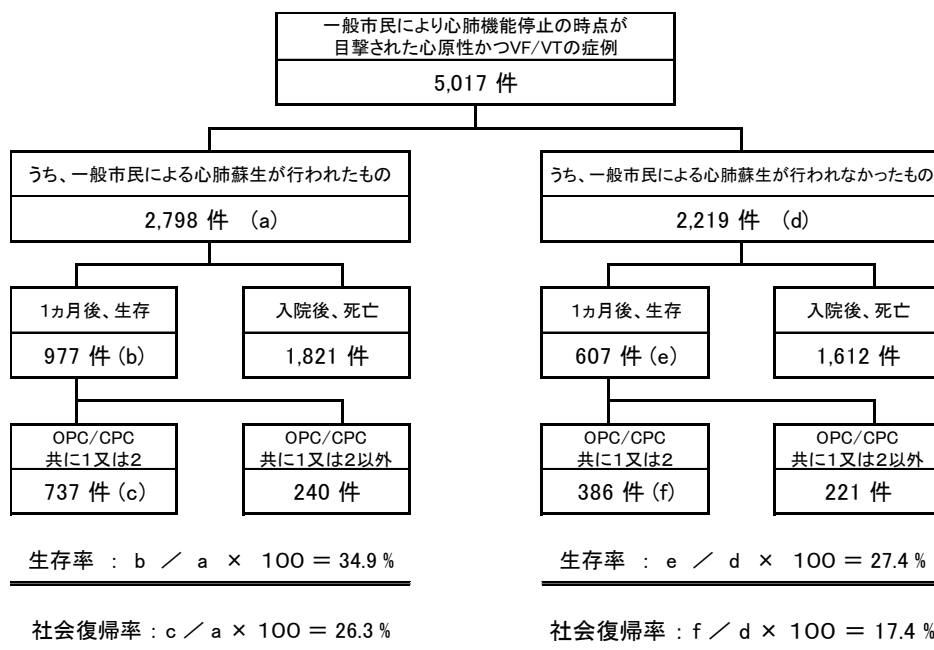 一般市民により心肺機能停止の時点が
目撃された心原性かつVF/VTの症例
5,017 件
うち、一般市民による心肺蘇生が行われたもの
2,798 件 (a)
うち、一般市民による心肺蘇生が行われなかったもの
2,219 件 (d)
1ヵ月後、生存
977 件 (b)
入院後、死亡
1,821 件
1ヵ月後、生存
607 件 (e)
入院後、死亡
1,612 件
OPC/CPC
共に1又は2
737 件 (c)
OPC/CPC
共に1又は2以外
240 件
OPC/CPC
共に1又は2
386 件 (f)
OPC/CPC
共に1又は2以外
221 件
生存率 : b / a × 100 = 34.9 %
生存率 : e / d × 100 = 27.4 %
社会復帰率 : c / a × 100 = 26.3 %
社会復帰率 : f / d × 100 = 17.4 %